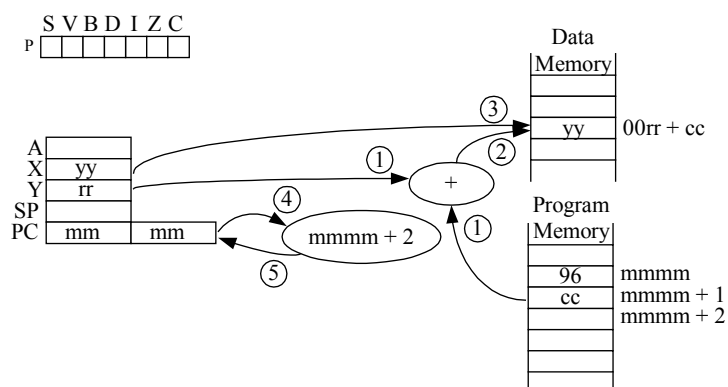 S V B D I Z C
P
Data
Memory
A
X yy
Y rr
SP
PC mm mm
3
yy 00rr + cc
1
2
+
4
mmmm + 2
5
1
Program
Memory
96 mmmm
cc mmmm + 1
mmmm + 2